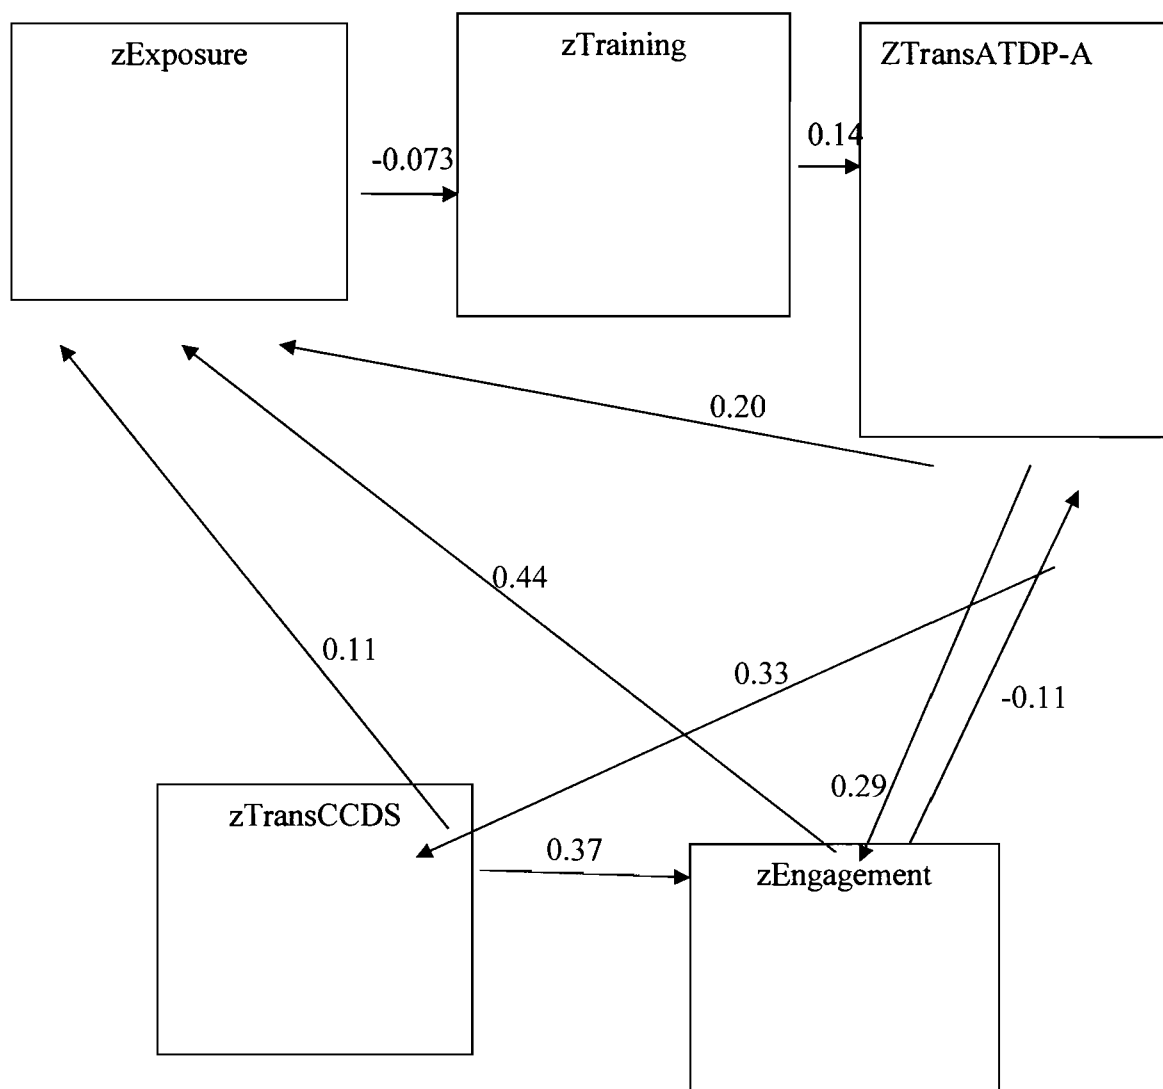 zExposure
zTraining
ZTransATDP-A
-0.073
0.14
0.20
0.44
0.11
0.33
-0.11
0.29
zTransCCDS
0.37
zEngagement